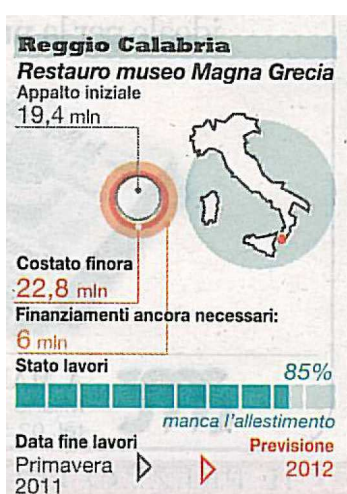 Reggio Calabria
Restauro museo Magna Grecia
Appalto iniziale
19,4 mln
Costato finora
22,8 mln
Finanziamenti ancora necessari:
6 mln
Stato lavori
85%
manca l'allestimento
Data fine lavori
Primavera
2011
Previsione
2012